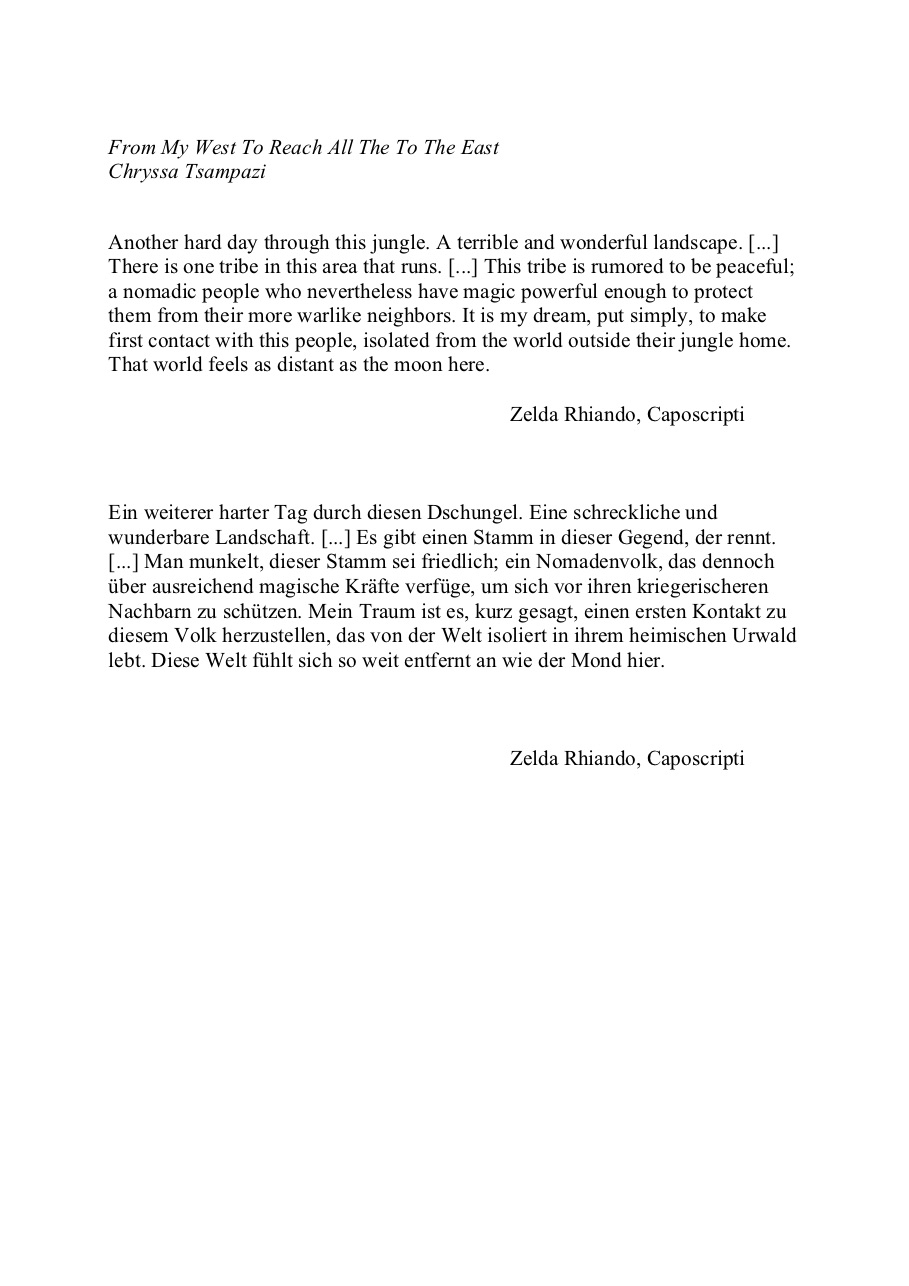 From My West To Reach All The To The East
Chryssa Tsampazi
Another hard day through this jungle. A terrible and wonderful landscape. [...]
There is one tribe in this area that runs. [...] This tribe is rumored to be peaceful;
a nomadic people who nevertheless have magic powerful enough to protect
them from their more warlike neighbors. It is my dream, put simply, to make
first contact with this people, isolated from the world outside their jungle home.
That world feels as distant as the moon here.
Zelda Rhiando, Caposcripti
Ein weiterer harter Tag durch diesen Dschungel. Eine schreckliche und
wunderbare Landschaft. [...] Es gibt einen Stamm in dieser Gegend, der rennt.
[...] Man munkelt, dieser Stamm sei friedlich; ein Nomadenvolk, das dennoch
über ausreichend magische Kräfte verfüge, um sich vor ihren kriegerischeren
Nachbarn zu schützen. Mein Traum ist es, kurz gesagt, einen ersten Kontakt zu
diesem Volk herzustellen, das von der Welt isoliert in ihrem heimischen Urwald
lebt. Diese Welt fühlt sich so weit entfernt an wie der Mond hier.
Zelda Rhiando, Caposcripti